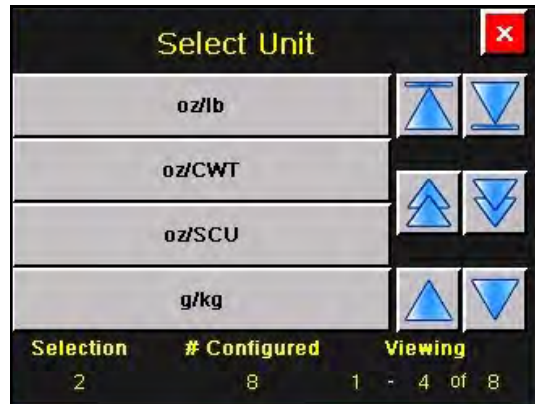 Select Unit
×
oz/lb
oz/CWT
oz/SCU
g/kg
Selection # Configured Viewing
2 8 1 - 4 of 8